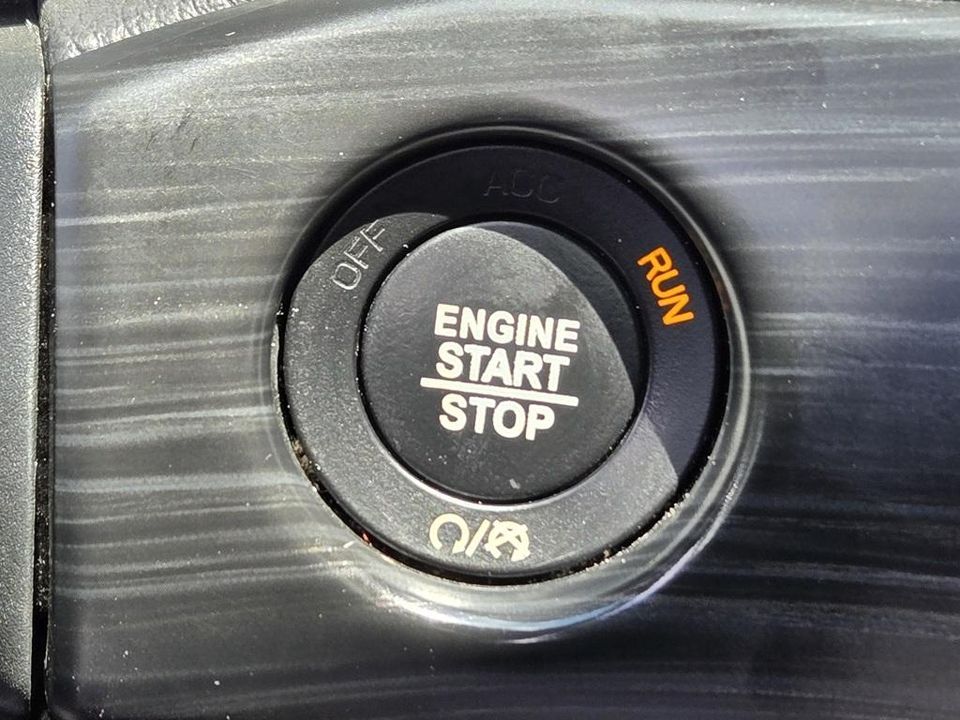 ACC
OFF
RUN
ENGINE
START
STOP